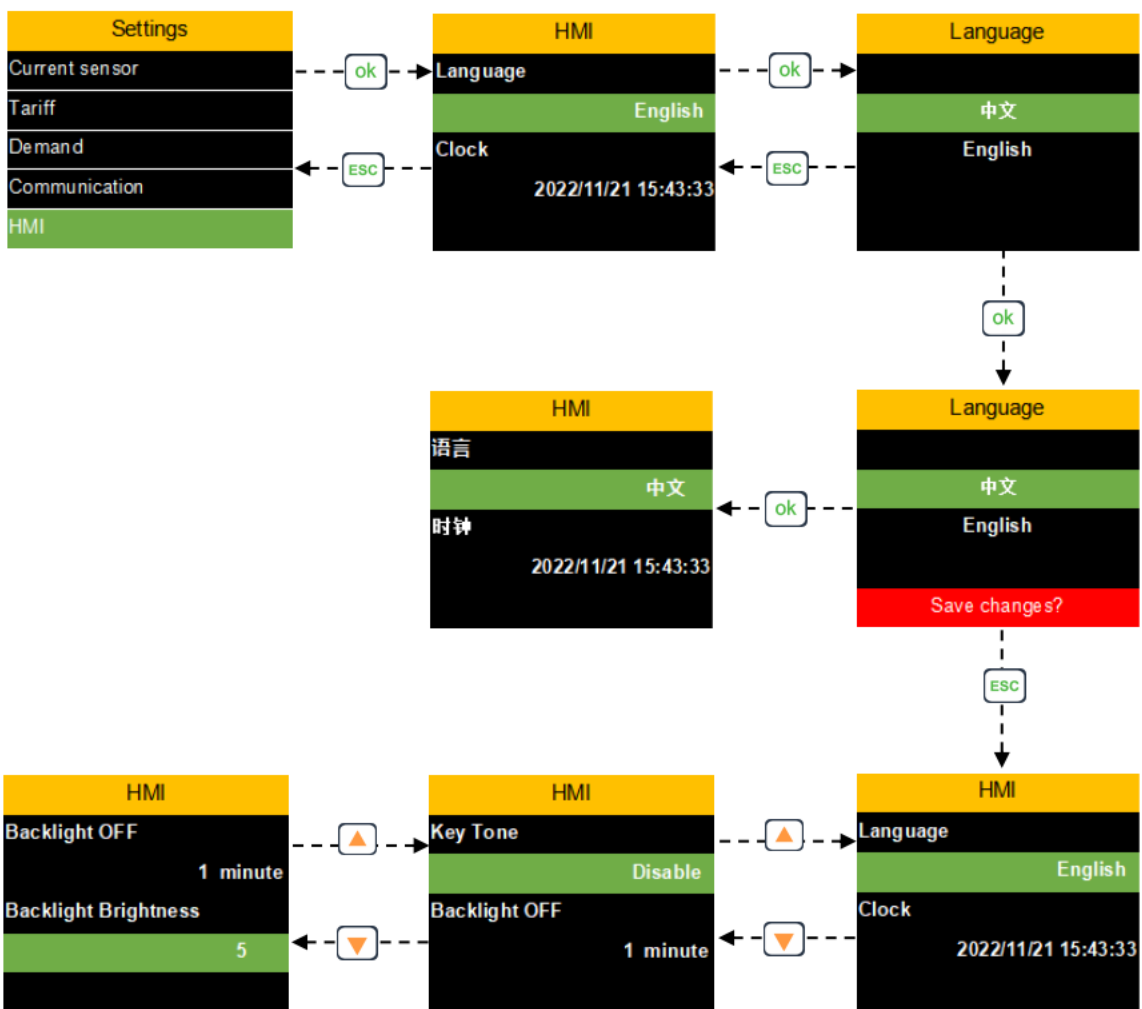 Settings
Current sensor
Tariff
Demand
Communication
HMI
ok
ESC
HMI
Language
English
Clock
2022/11/21 15:43:33
ok
ESC
Language
中文
English
ok
HMI
语言
中文
时钟
2022/11/21 15:43:33
ok
Language
中文
English
Save changes?
ESC
HMI
Backlight OFF
1 minute
Backlight Brightness
5
HMI
Key Tone
Disable
Backlight OFF
1 minute
HMI
Language
English
Clock
2022/11/21 15:43:33